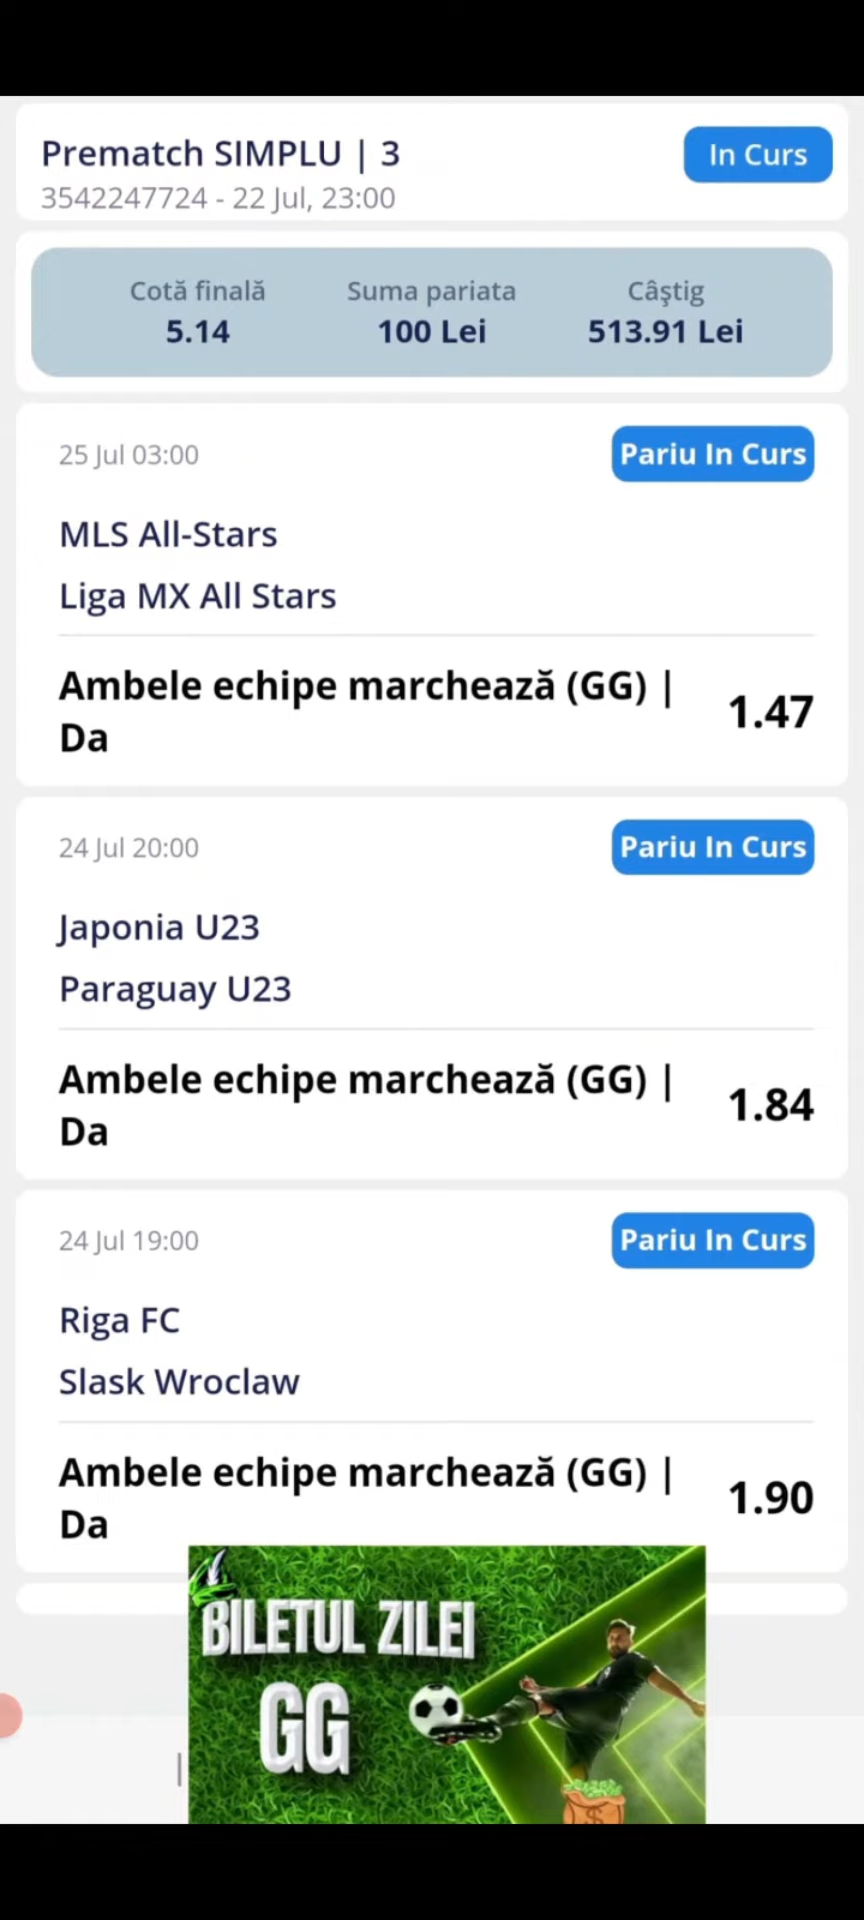 Prematch SIMPLU | 3
In Curs
3542247724 - 22 Jul, 23:00
Cotă finală
Suma pariata
Câştig
5.14
100 Lei
513.91 Lei
25 Jul 03:00
Pariu In Curs
MLS All-Stars
Liga MX All Stars
Ambele echipe marchează (GG) |
Da
1.47
24 Jul 20:00
Pariu In Curs
Japonia U23
Paraguay U23
Ambele echipe marchează (GG) |
Da
1.84
24 Jul 19:00
Pariu In Curs
Riga FC
Slask Wroclaw
Ambele echipe marchează (GG) |
Da
1.90
BILETUL ZILEI
GG